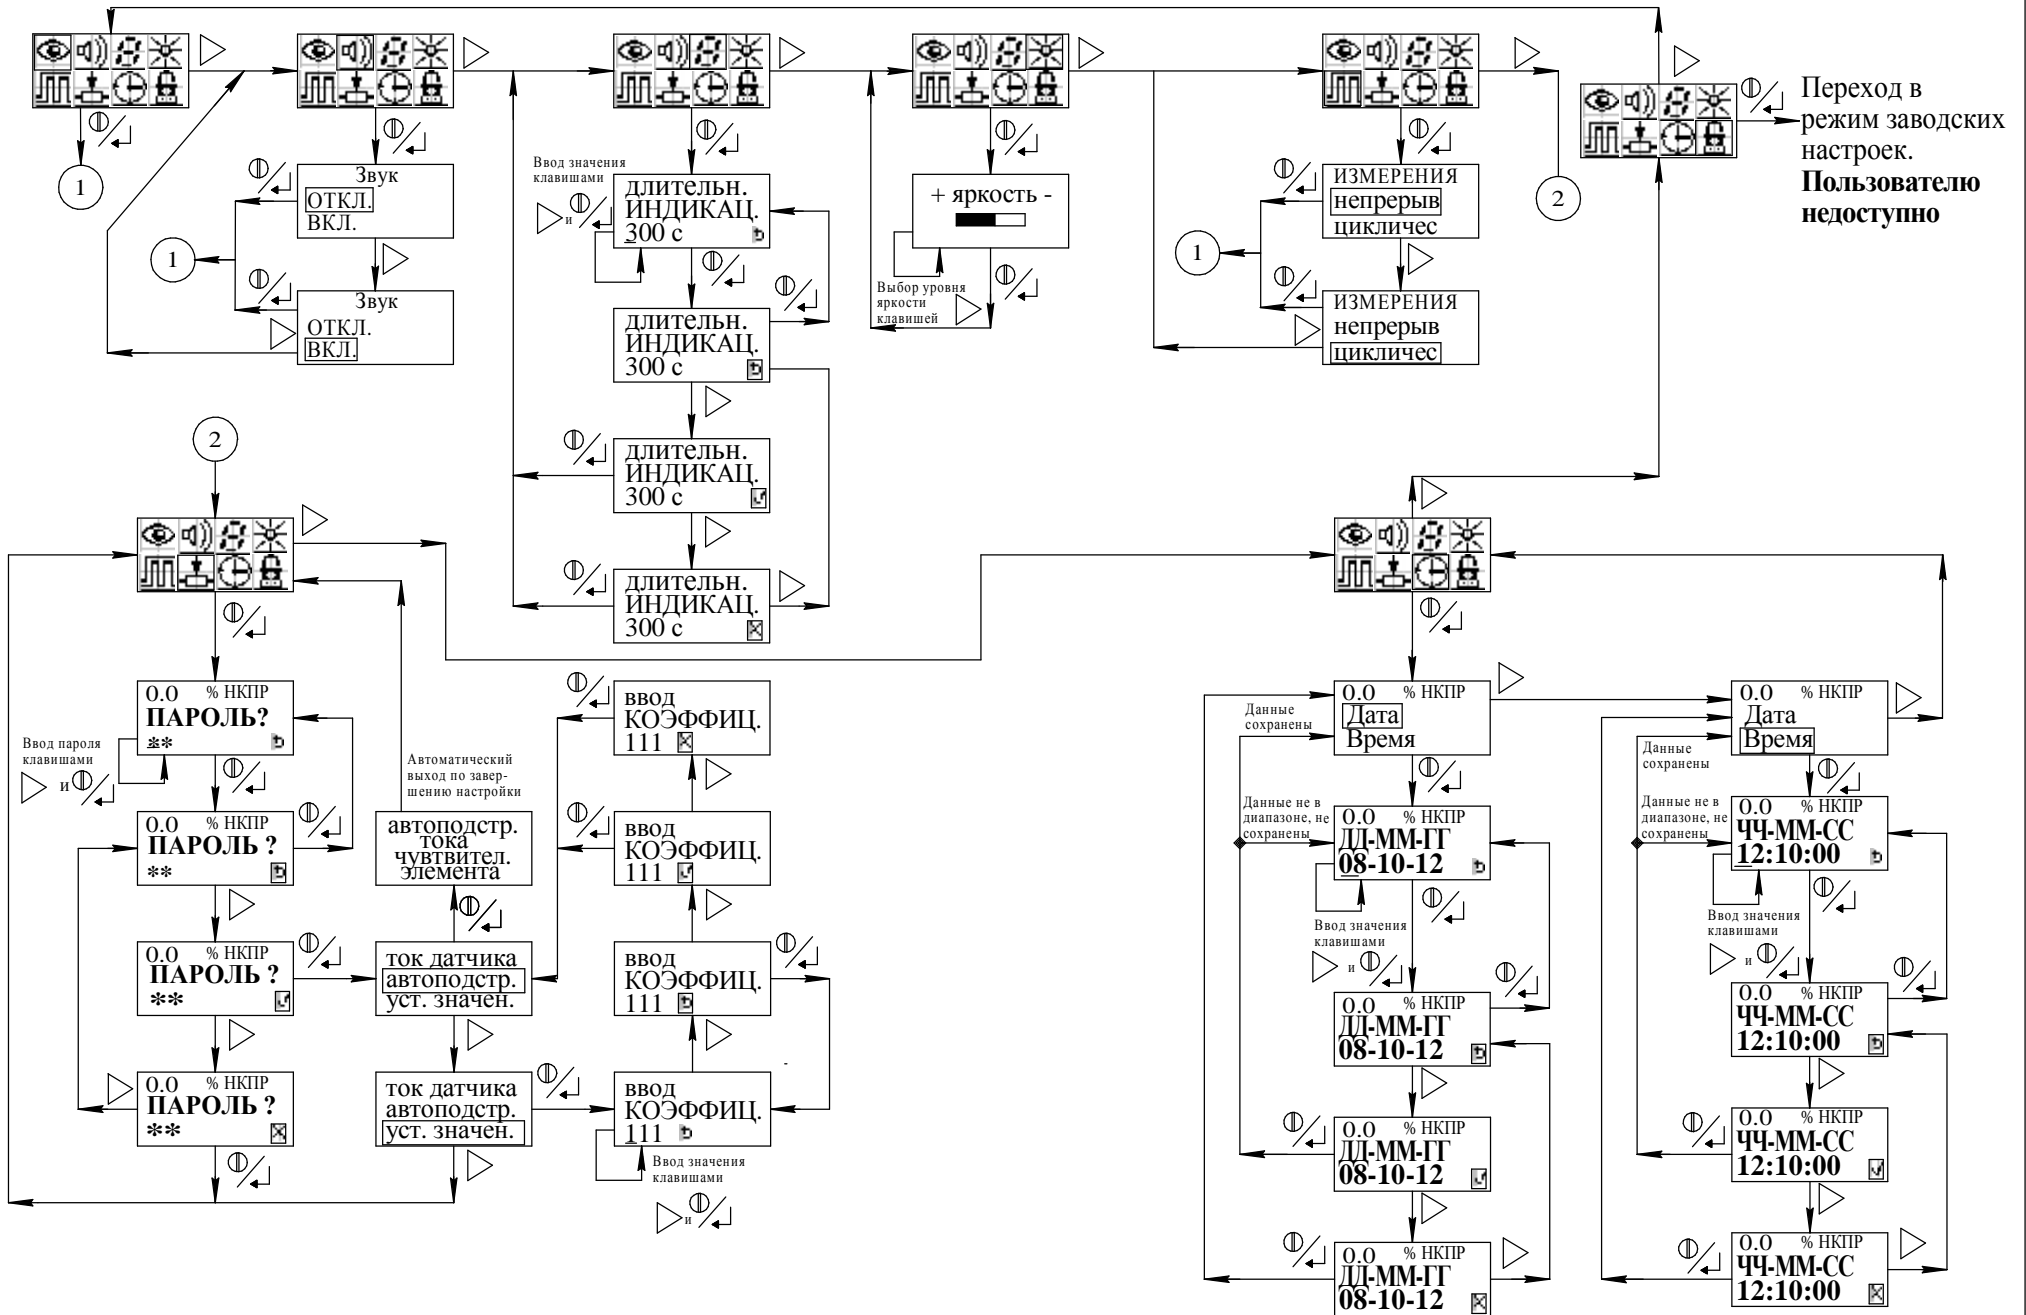 Переход в
режим заводских
настроек.
Пользователю
недоступно
1
Звук
ОТКЛ.
ВКЛ.
1
Звук
ОТКЛ.
ВКЛ.
Ввод значения
клавишами
и
длительн.
ИНДИКАЦ.
300 с
длительн.
ИНДИКАЦ.
300 с
длительн.
ИНДИКАЦ.
300 с
длительн.
ИНДИКАЦ.
300 с
+ яркость -
Выбор уровня
яркости
клавишей
ИЗМЕРЕНИЯ
непрерыв
цикличес
1
ИЗМЕРЕНИЯ
непрерыв
цикличес
2
2
0.0 % НКПР
ПАРОЛЬ?
**
Ввод пароля
клавишами
и
0.0 % НКПР
ПАРОЛЬ ?
**
0.0 % НКПР
ПАРОЛЬ ?
**
0.0 % НКПР
ПАРОЛЬ ?
**
Автоматический
выход по завер-
шению настройки
автоподстр.
тока
чувтвител.
элемента
ток датчика
автоподстр.
уст. значен.
ток датчика
автоподстр.
уст. значен.
ввод
КОЭФФИЦ.
111
ввод
КОЭФФИЦ.
111
ввод
КОЭФФИЦ.
111
ввод
КОЭФФИЦ.
111
Ввод значения
клавишами
и
0.0 % НКПР
Дата
Время
Данные
сохранены
Данные не в
диапазоне, не
сохранены
0.0 % НКПР
ДД-ММ-ГГ
08-10-12
Ввод значения
клавишами
и
0.0 % НКПР
ДД-ММ-ГГ
08-10-12
0.0 % НКПР
ДД-ММ-ГГ
08-10-12
0.0 % НКПР
ДД-ММ-ГГ
08-10-12
0.0 % НКПР
Дата
Время
Данные
сохранены
Данные не в
диапазоне, не
сохранены
0.0 % НКПР
ЧЧ-ММ-СС
12:10:00
Ввод значения
клавишами
и
0.0 % НКПР
ЧЧ-ММ-СС
12:10:00
0.0 % НКПР
ЧЧ-ММ-СС
12:10:00
0.0 % НКПР
ЧЧ-ММ-СС
12:10:00